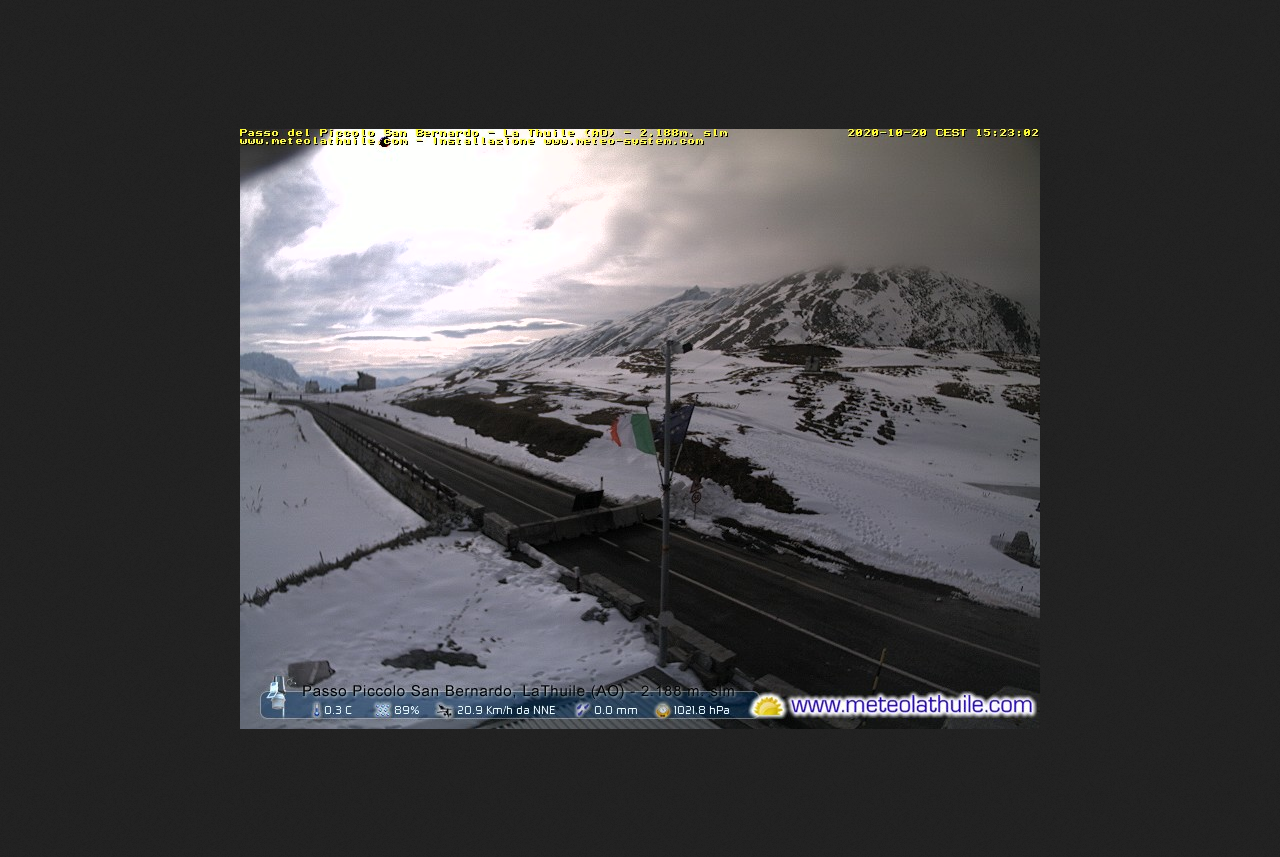 Passo del Piccolo San Bernardo - La Thuile (AO) - 2.188m. slm
2020-10-20 CEST 15:23:02
www.meteolathuile.com - Installazione www.meteo-system.com
Passo Piccolo San Bernardo, LaThuile (AO) - 2.188 m. slm
0.3 C 89% 20.9 Km/h da NNE 0.0 mm 1021.8 hPa
www.meteolathuile.com